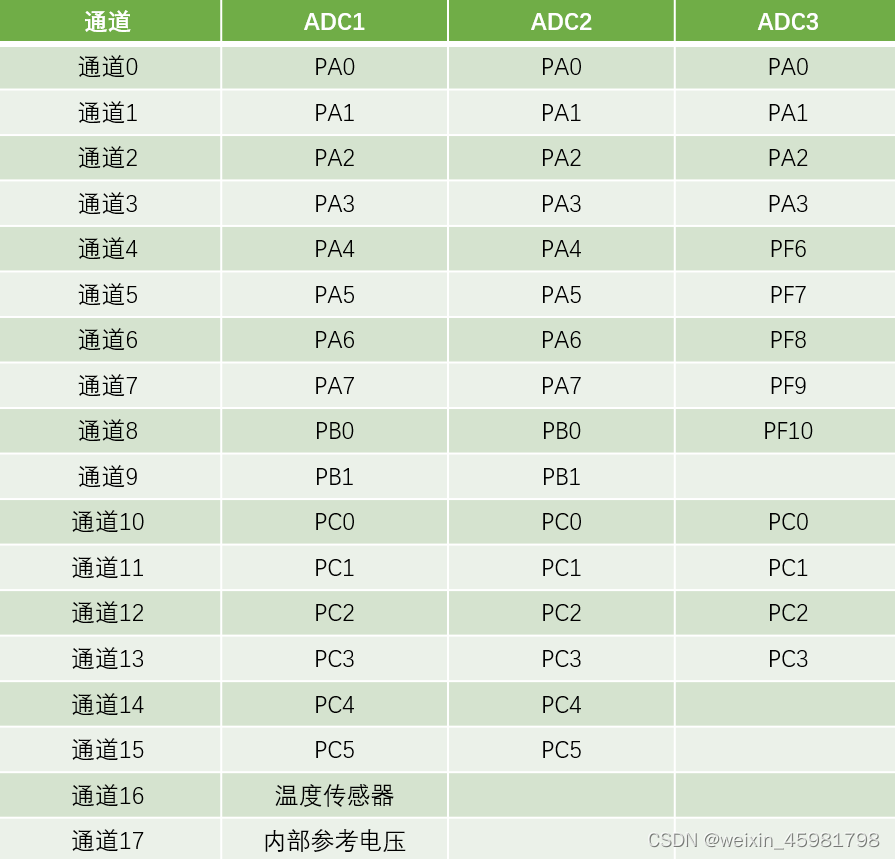 通道 ADC1 ADC2 ADC3
通道0 PA0 PA0 PA0
通道1 PA1 PA1 PA1
通道2 PA2 PA2 PA2
通道3 PA3 PA3 PA3
通道4 PA4 PA4 PF6
通道5 PA5 PA5 PF7
通道6 PA6 PA6 PF8
通道7 PA7 PA7 PF9
通道8 PB0 PB0 PF10
通道9 PB1 PB1
通道10 PC0 PC0 PC0
通道11 PC1 PC1 PC1
通道12 PC2 PC2 PC2
通道13 PC3 PC3 PC3
通道14 PC4 PC4
通道15 PC5 PC5
通道16 温度传感器
通道17 内部参考电压
CSDN @weixin_45981798